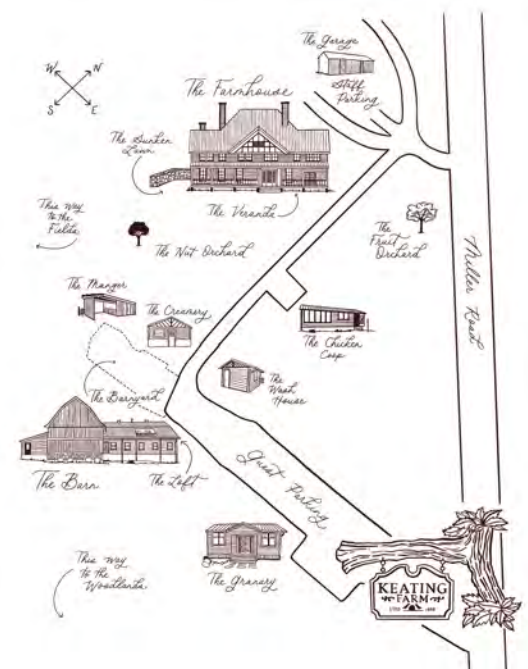 The Garage
Staff
Parking
W
N
S
E
The Farmhouse
The Sunken
Lawn
The Veranda
This way
to the
Fields
The Nut Orchard
The
Fruit
Orchard
Miller Road
The Manger
The Creamery
The Chicken
Coop
The
Wash
House
The Barnyard
The Barn
The Loft
Guest Parking
The Granary
This way
to the
Woodlands
KEATING
FARM